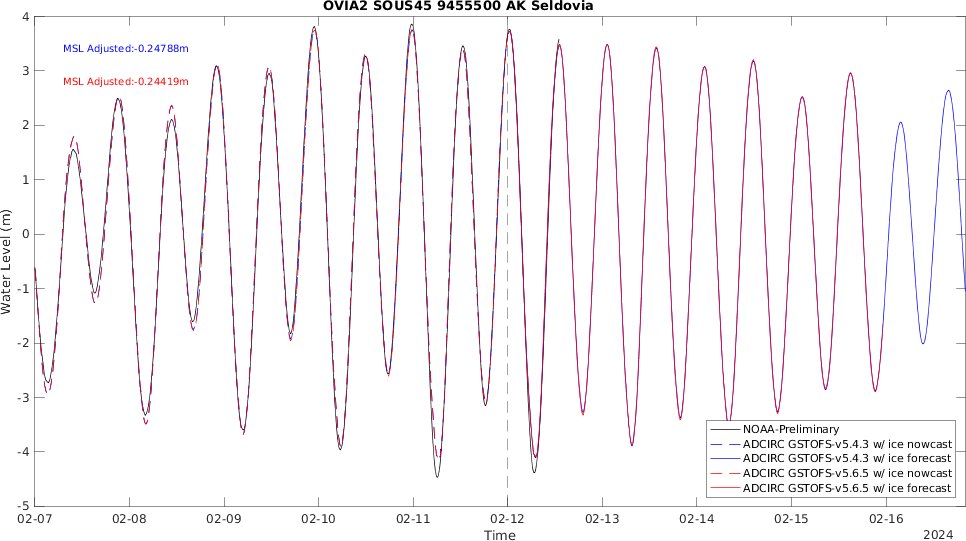 OVIA2 SOUS45 9455500 AK Seldovia
MSL Adjusted:-0.24788m
MSL Adjusted:-0.24419m
Water Level (m)
4
3
2
1
0
-1
-2
-3
-4
-5
NOAA-Preliminary
ADCIRC GSTOFS-v5.4.3 w/ ice nowcast
ADCIRC GSTOFS-v5.4.3 w/ ice forecast
ADCIRC GSTOFS-v5.6.5 w/ ice nowcast
ADCIRC GSTOFS-v5.6.5 w/ ice forecast
02-07 02-08 02-09 02-10 02-11 02-12 02-13 02-14 02-15 02-16
Time
2024